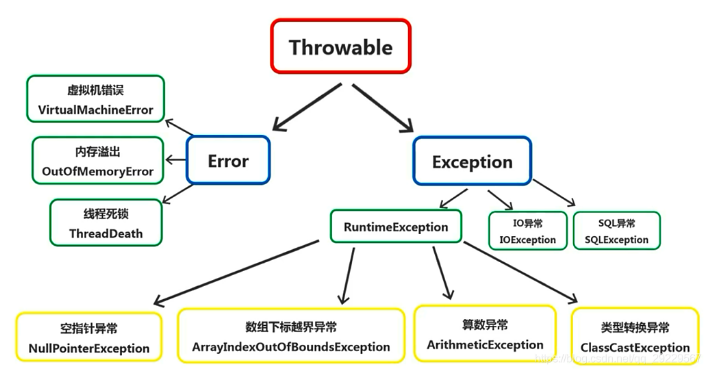 Throwable
虚拟机错误
VirtualMachineError
内存溢出
OutOfMemoryError
线程死锁
ThreadDeath
Error
Exception
RuntimeException
IO异常
IOException
SQL异常
SQLException
空指针异常
NullPointerException
数组下标越界异常
ArrayIndexOutOfBoundsException
算数异常
ArithmeticException
类型转换异常
ClassCastException